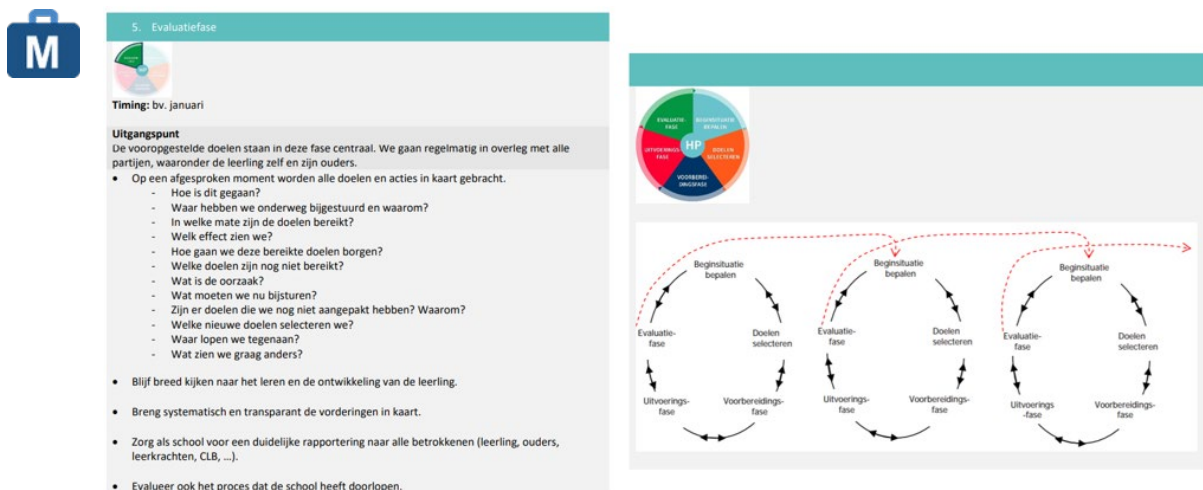 M
5. Evaluatiefase
Timing: bv. januari
Uitgangspunt
De vooropgestelde doelen staan in deze fase centraal. We gaan regelmatig in overleg met alle
partijen, waaronder de leerling zelf en zijn ouders.
• Op een afgesproken moment worden alle doelen en acties in kaart gebracht.
- Hoe is dit gegaan?
- Waar hebben we onderweg bijgestuurd en waarom?
- In welke mate zijn de doelen bereikt?
- Welk effect zien we?
- Hoe gaan we deze bereikte doelen borgen?
- Welke doelen zijn nog niet bereikt?
- Wat is de oorzaak?
- Wat moeten we nu bijsturen?
- Zijn er doelen die we nog niet aangepakt hebben? Waarom?
- Welke nieuwe doelen selecteren we?
- Waar lopen we tegenaan?
- Wat zien we graag anders?
• Blijf breed kijken naar het leren en de ontwikkeling van de leerling.
• Breng systematisch en transparant de vorderingen in kaart.
• Zorg als school voor een duidelijke rapportering naar alle betrokkenen (leerling, ouders,
leerkrachten, CLB, ...).
• Evalueer ook het proces dat de school heeft doorlopen.
EVALUATIE-
FASE
BEGINSITUATIE
BEPALEN
UITVOERINGS
FASE
HP
DOELEN
SELECTEREN
VOORBEREI-
DINGSFASE
Beginsituatie
bepalen
Evaluatie-
fase
Doelen
selecteren
Uitvoerings-
fase
Voorbereidings-
fase
Beginsituatie
bepalen
Evaluatie-
fase
Doelen
selecteren
Uitvoerings-
fase
Voorbereidings-
fase
Beginsituatie
bepalen
Evaluatie-
fase
Doelen
selecteren
Uitvoerings
-fase
Voorbereidings-
fase